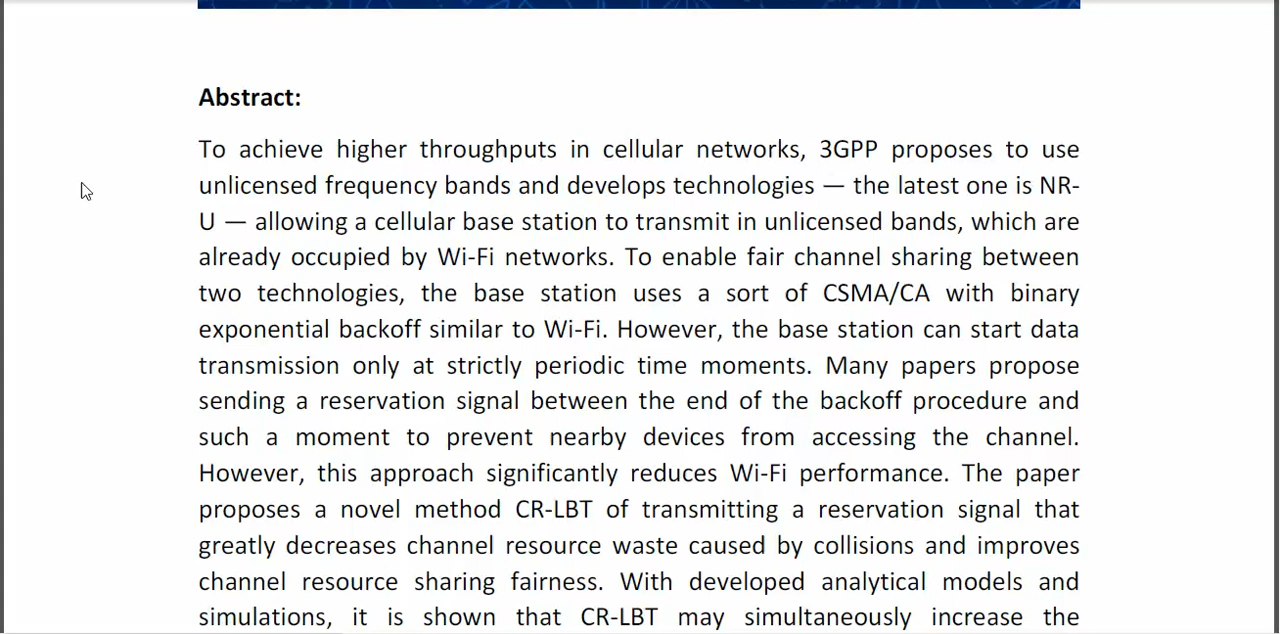 Abstract:
To achieve higher throughputs in cellular networks, 3GPP proposes to use
unlicensed frequency bands and develops technologies — the latest one is NR-
U — allowing a cellular base station to transmit in unlicensed bands, which are
already occupied by Wi-Fi networks. To enable fair channel sharing between
two technologies, the base station uses a sort of CSMA/CA with binary
exponential backoff similar to Wi-Fi. However, the base station can start data
transmission only at strictly periodic time moments. Many papers propose
sending a reservation signal between the end of the backoff procedure and
such a moment to prevent nearby devices from accessing the channel.
However, this approach significantly reduces Wi-Fi performance. The paper
proposes a novel method CR-LBT of transmitting a reservation signal that
greatly decreases channel resource waste caused by collisions and improves
channel resource sharing fairness. With developed analytical models and
simulations, it is shown that CR-LBT may simultaneously increase the